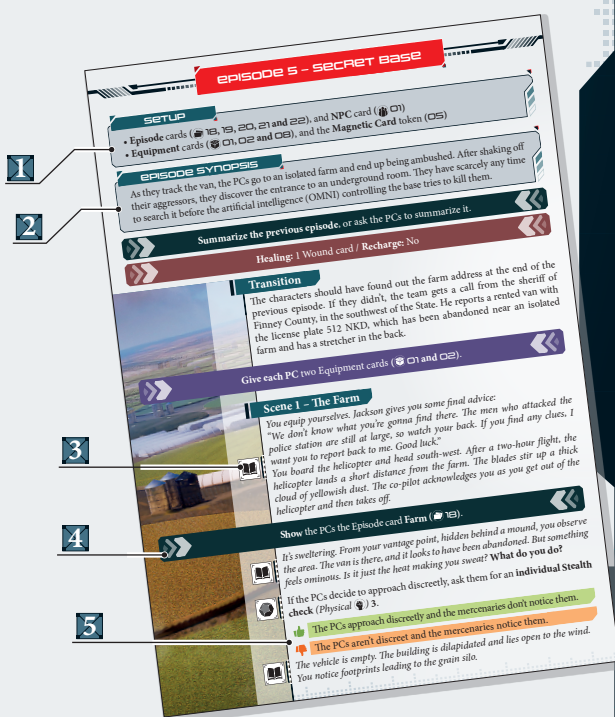 EPISODE 5 – SECRET BASE
SETUP
• Episode cards (18, 19, 20, 21 and 22), and NPC card (01)
• Equipment cards (01, 02 and 08), and the Magnetic Card token (05)
1
EPISODE SYNOPSIS
As they track the van, the PCs go to an isolated farm and end up being ambushed. After shaking off
their aggressors, they discover the entrance to an underground room. They have scarcely any time
to search it before the artificial intelligence (OMNI) controlling the base tries to kill them.
2
Summarize the previous episode, or ask the PCs to summarize it.
Healing: 1 Wound card / Recharge: No
Transition
The characters should have found out the farm address at the end of the
previous episode. If they didn't, the team gets a call from the sheriff of
Finney County, in the southwest of the State. He reports a rented van with
the license plate 512 NKD, which has been abandoned near an isolated
farm and has a stretcher in the back.
Give each PC two Equipment cards (01 and 02).
Scene 1 – The Farm
You equip yourselves. Jackson gives you some final advice:
"We don't know what you're gonna find there. The men who attacked the
police station are still at large, so watch your back. If you find any clues, I
want you to report back to me. Good luck."
You board the helicopter and head south-west. After a two-hour flight, the
helicopter lands a short distance from the farm. The blades stir up a thick
cloud of yellowish dust. The co-pilot acknowledges you as you get out of the
helicopter and then takes off.
3
Show the PCs the Episode card Farm (18).
4
It's sweltering. From your vantage point, hidden behind a mound, you observe
the area. The van is there, and it looks to have been abandoned. But something
feels ominous. Is it just the heat making you sweat? What do you do?
If the PCs decide to approach discreetly, ask them for an individual Stealth
check (Physical) 3.
The PCs approach discreetly and the mercenaries don't notice them.
The PCs aren't discreet and the mercenaries notice them.
5
The vehicle is empty. The building is dilapidated and lies open to the wind.
You notice footprints leading to the grain silo.